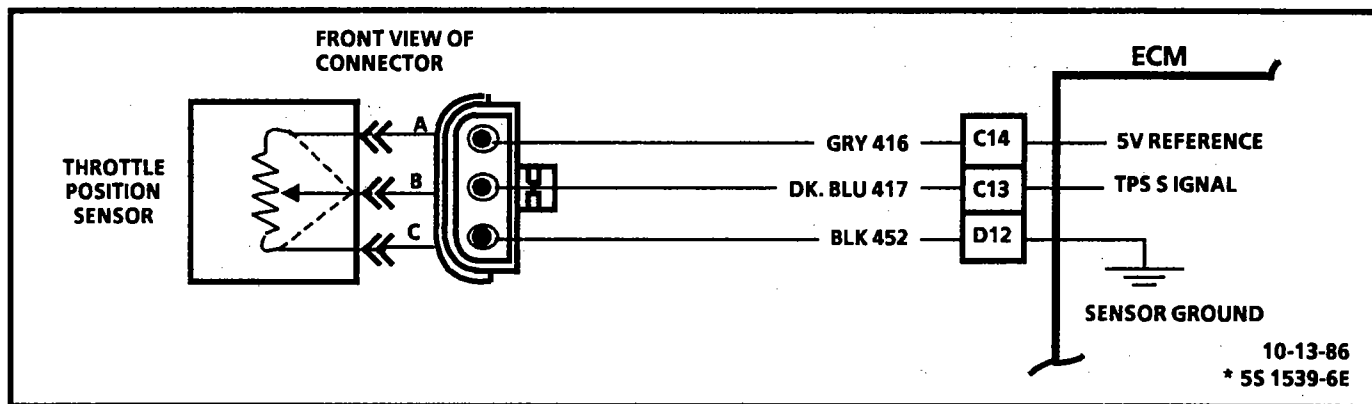 FRONT VIEW OF
CONNECTOR
ECM
THROTTLE
POSITION
SENSOR
A
B
C
GRY 416
C14
5V REFERENCE
DK. BLU 417
C13
TPS S IGNAL
BLK 452
D12
SENSOR GROUND
10-13-86
* 5S 1539-6E